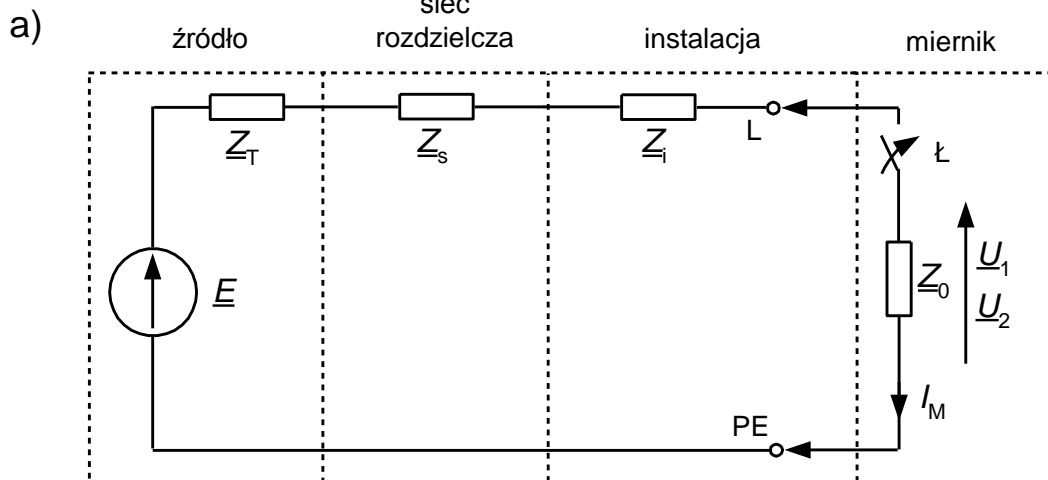 a)
sieć
źródło rozdzielcza instalacja miernik
L
Z_T Z_s Z_i Ł
E Z_0 U_1
U_2
I_M
PE